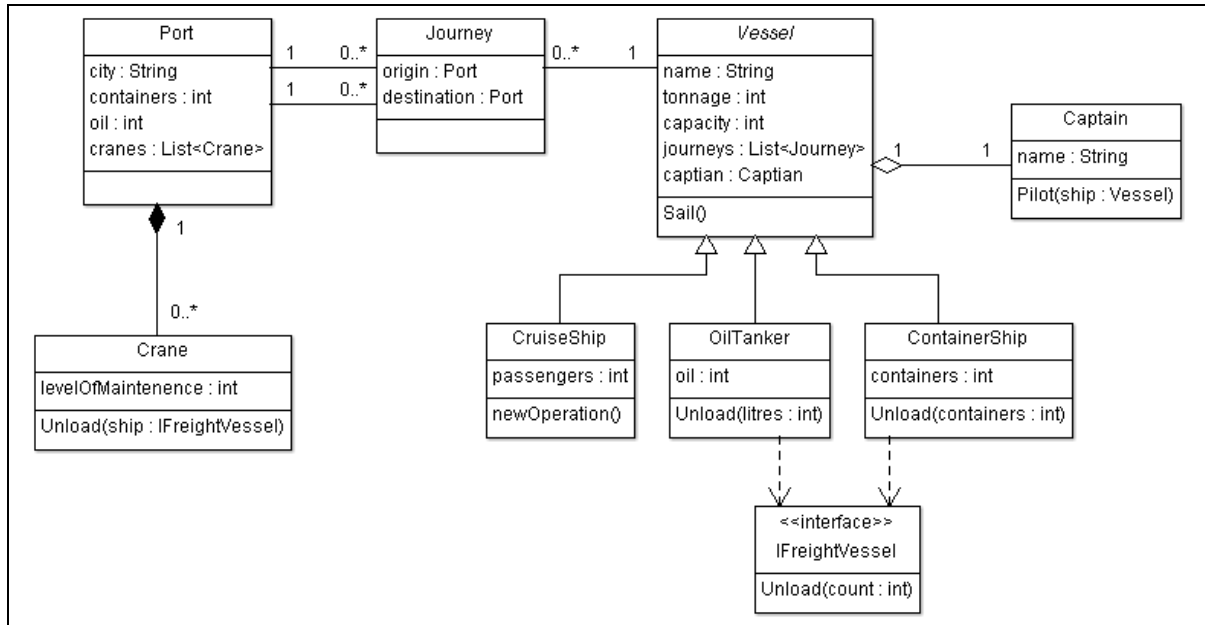 Port
city : String
containers : int
oil : int
cranes : List<Crane>
1
0..*
1
0..*
Journey
origin : Port
destination : Port
0..*
1
Vessel
name : String
tonnage : int
capacity : int
journeys : List<Journey>
captian : Captian
Sail()
1
1
Captain
name : String
Pilot(ship : Vessel)
1
0..*
Crane
levelOfMaintenence : int
Unload(ship : IFreightVessel)
CruiseShip
passengers : int
newOperation()
OilTanker
oil : int
Unload(litres : int)
ContainerShip
containers : int
Unload(containers : int)
<<interface>>
IFreightVessel
Unload(count : int)